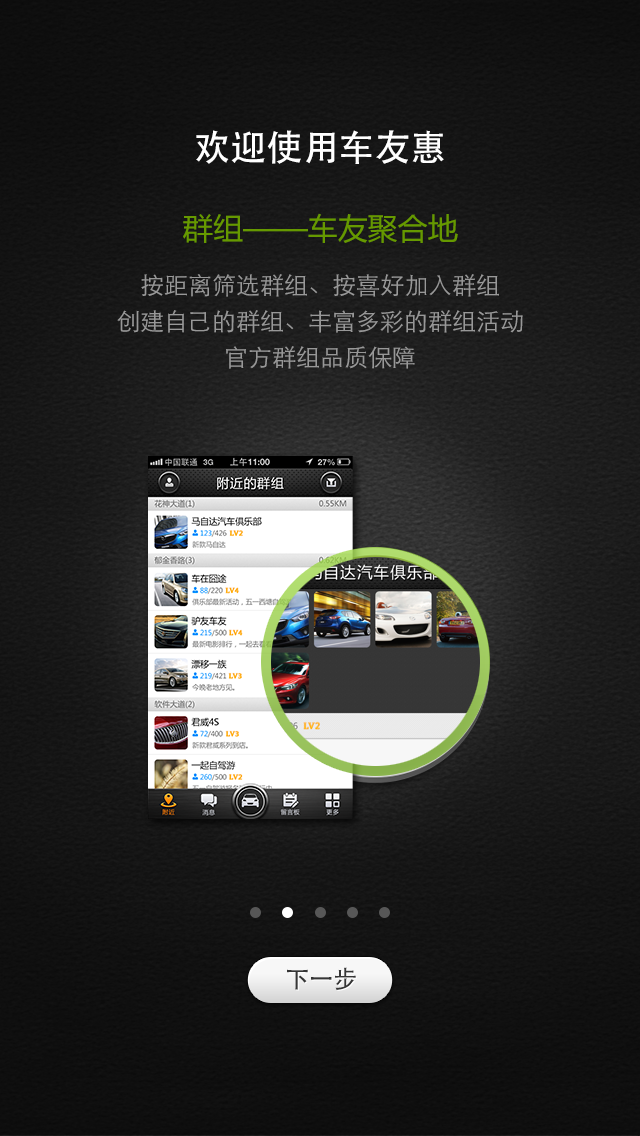 欢迎使用车友惠
群组——车友聚合地
按距离筛选群组、按喜好加入群组
创建自己的群组、丰富多彩的群组活动
官方群组品质保障
中国联通 3G 上午11:00 27%
附近的群组
花神大道(1) 0.55KM
马自达汽车俱乐部
123/426 LV2
新款马自达
郁金香路(3)
车在囧途
88/220 LV4
俱乐部最新活动，五一西塘自驾
驴友车友
215/500 LV4
最新电影排行，一起去看
漂移一族
219/421 LV3
今晚老地方见。
软件大道(2)
君威4S
72/400 LV3
新款君威系列到店。
一起自驾游
260/500 LV2
马自达汽车俱乐部
6 LV2
附近 消息 留言板 更多
下一步